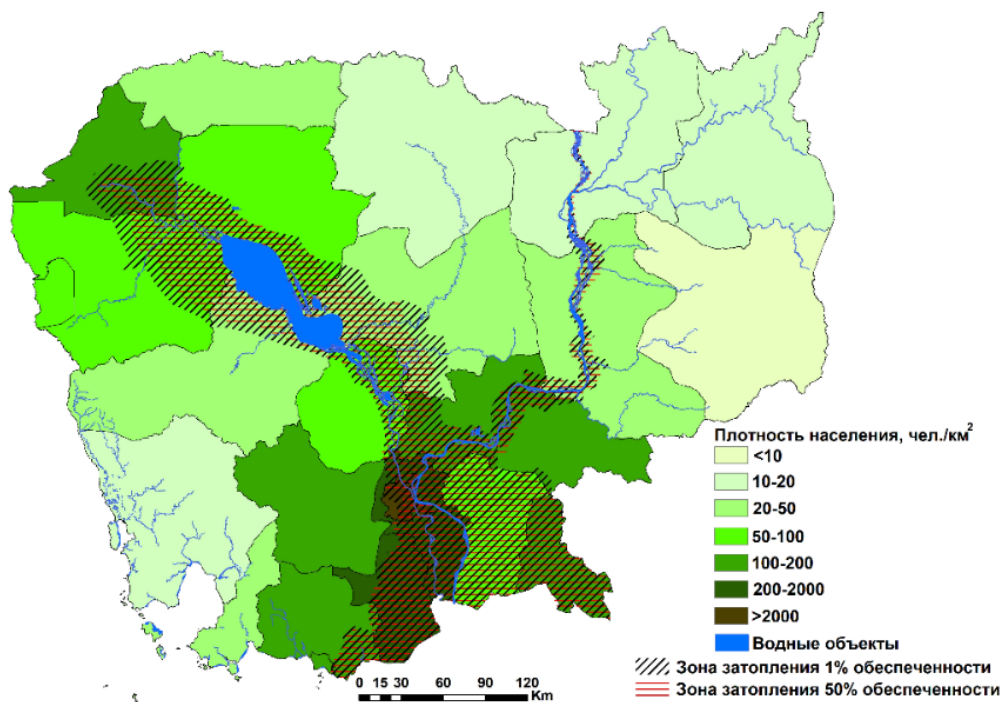 Плотность населения, чел./км²
<10
10-20
20-50
50-100
100-200
200-2000
>2000
Водные объекты
Зона затопления 1% обеспеченности
Зона затопления 50% обеспеченности
0 15 30 60 90 120
Km